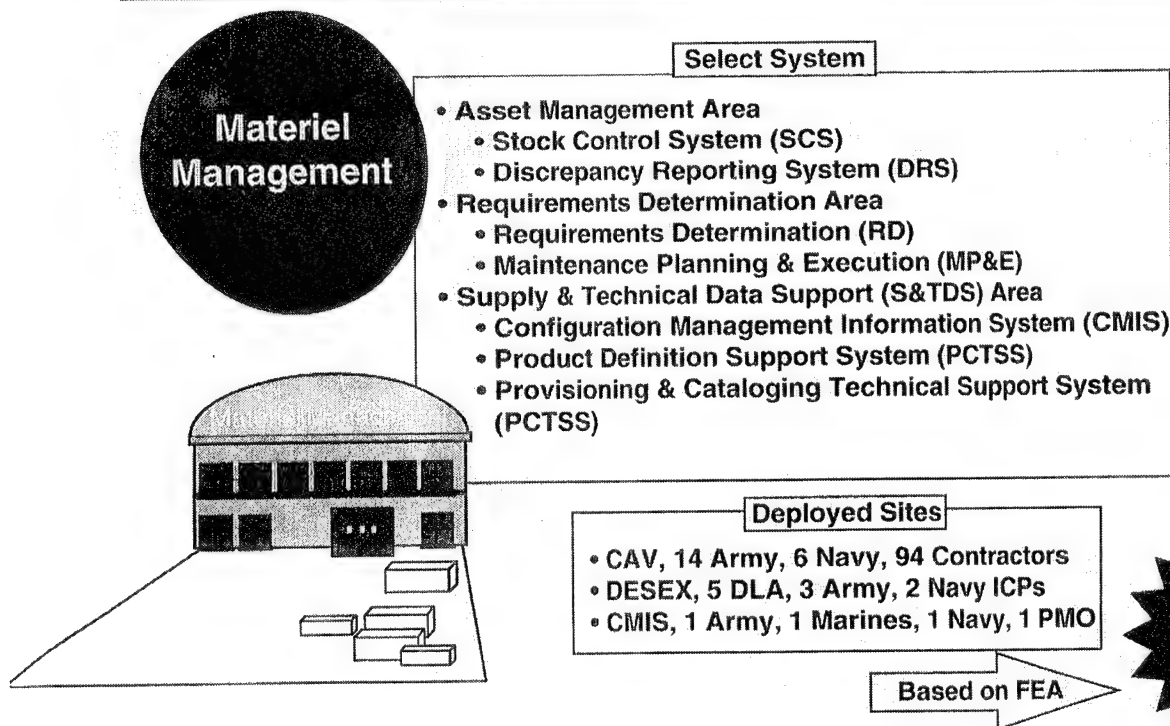 Materiel
Management
Select System
• Asset Management Area
• Stock Control System (SCS)
• Discrepancy Reporting System (DRS)
• Requirements Determination Area
• Requirements Determination (RD)
• Maintenance Planning & Execution (MP&E)
• Supply & Technical Data Support (S&TDS) Area
• Configuration Management Information System (CMIS)
• Product Definition Support System (PCTSS)
• Provisioning & Cataloging Technical Support System
(PCTSS)
Deployed Sites
• CAV, 14 Army, 6 Navy, 94 Contractors
• DESEX, 5 DLA, 3 Army, 2 Navy ICPs
• CMIS, 1 Army, 1 Marines, 1 Navy, 1 PMO
Based on FEA